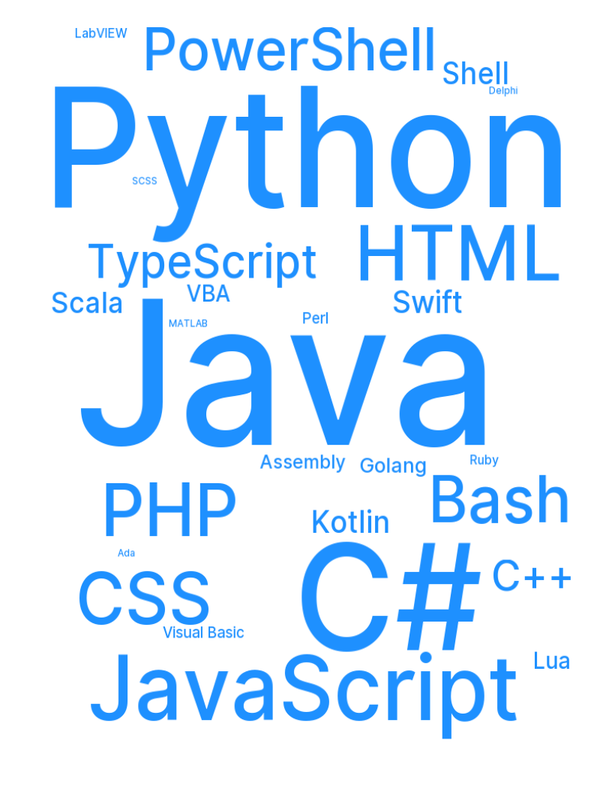 LabVIEW
PowerShell
Shell
Delphi
Python
SCSS
HTML
TypeScript
VBA
Scala
Swift
MATLAB
Perl
Java
Assembly
Golang
Ruby
PHP
Bash
Kotlin
Ada
C#
C++
CSS
Visual Basic
Lua
JavaScript